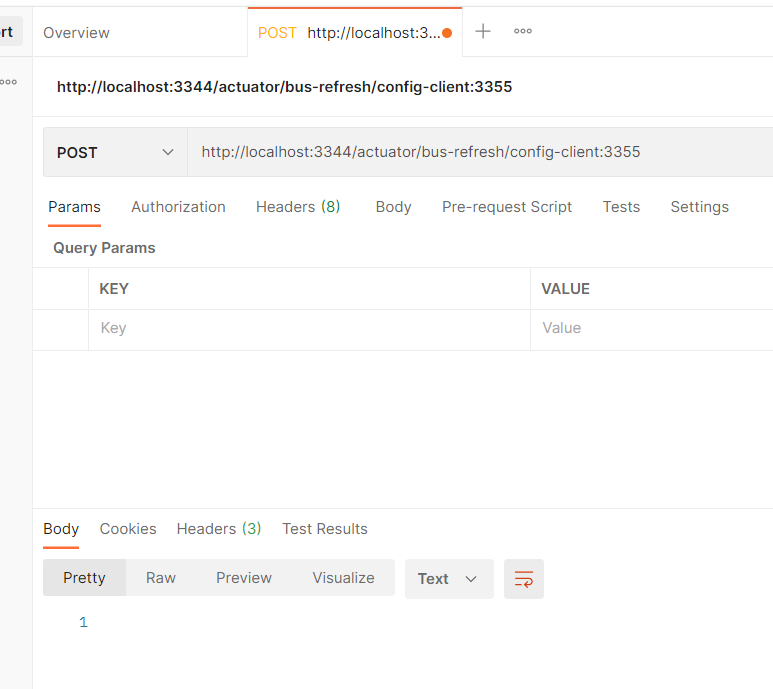 rt
Overview
POST http://localhost:3...
http://localhost:3344/actuator/bus-refresh/config-client:3355
POST
http://localhost:3344/actuator/bus-refresh/config-client:3355
Params Authorization Headers (8) Body Pre-request Script Tests Settings
Query Params
KEY VALUE
Key Value
Body Cookies Headers (3) Test Results
Pretty Raw Preview Visualize Text
1